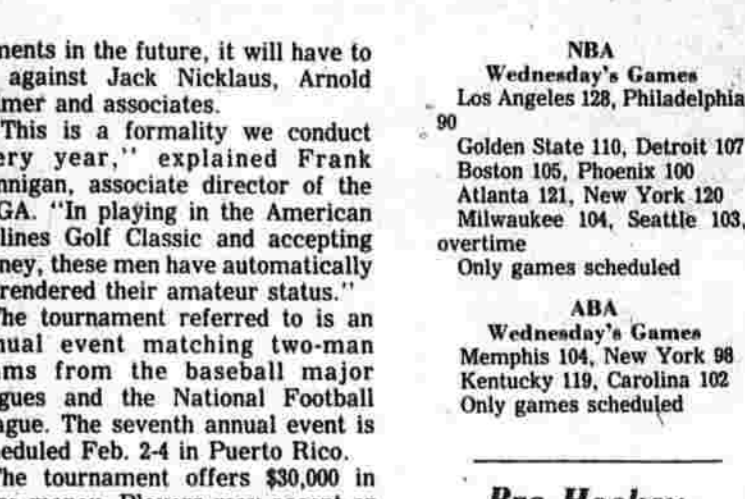 ments in the future, it will have to
against Jack Nicklaus, Arnold
mer and associates.
This is a formality we conduct
ery year," explained Frank
nnigan, associate director of the
GA. "In playing in the American
lines Golf Classic and accepting
ney, these men have automatically
rendered their amateur status."
he tournament referred to is an
nual event matching two-man
ms from the baseball major
gues and the National Football
ague. The seventh annual event is
eduled Feb. 2-4 in Puerto Rico.
he tournament offers $30,000 in
NBA
Wednesday's Games
Los Angeles 128, Philadelphia
90
Golden State 110, Detroit 107
Boston 105, Phoenix 100
Atlanta 121, New York 120
Milwaukee 104, Seattle 103,
overtime
Only games scheduled
ABA
Wednesday's Games
Memphis 104, New York 98
Kentucky 119, Carolina 102
Only games scheduled
Pro Hockey